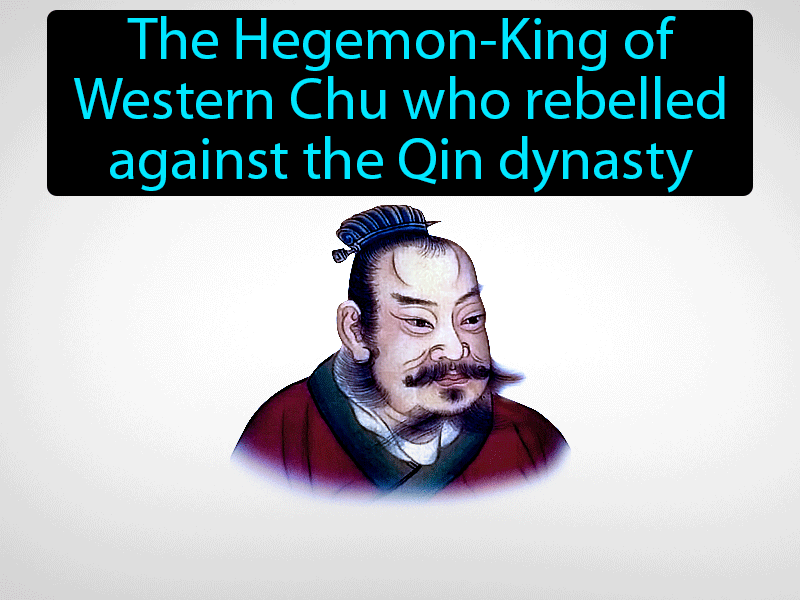 The Hegemon-King of
Western Chu who rebelled
against the Qin dynasty